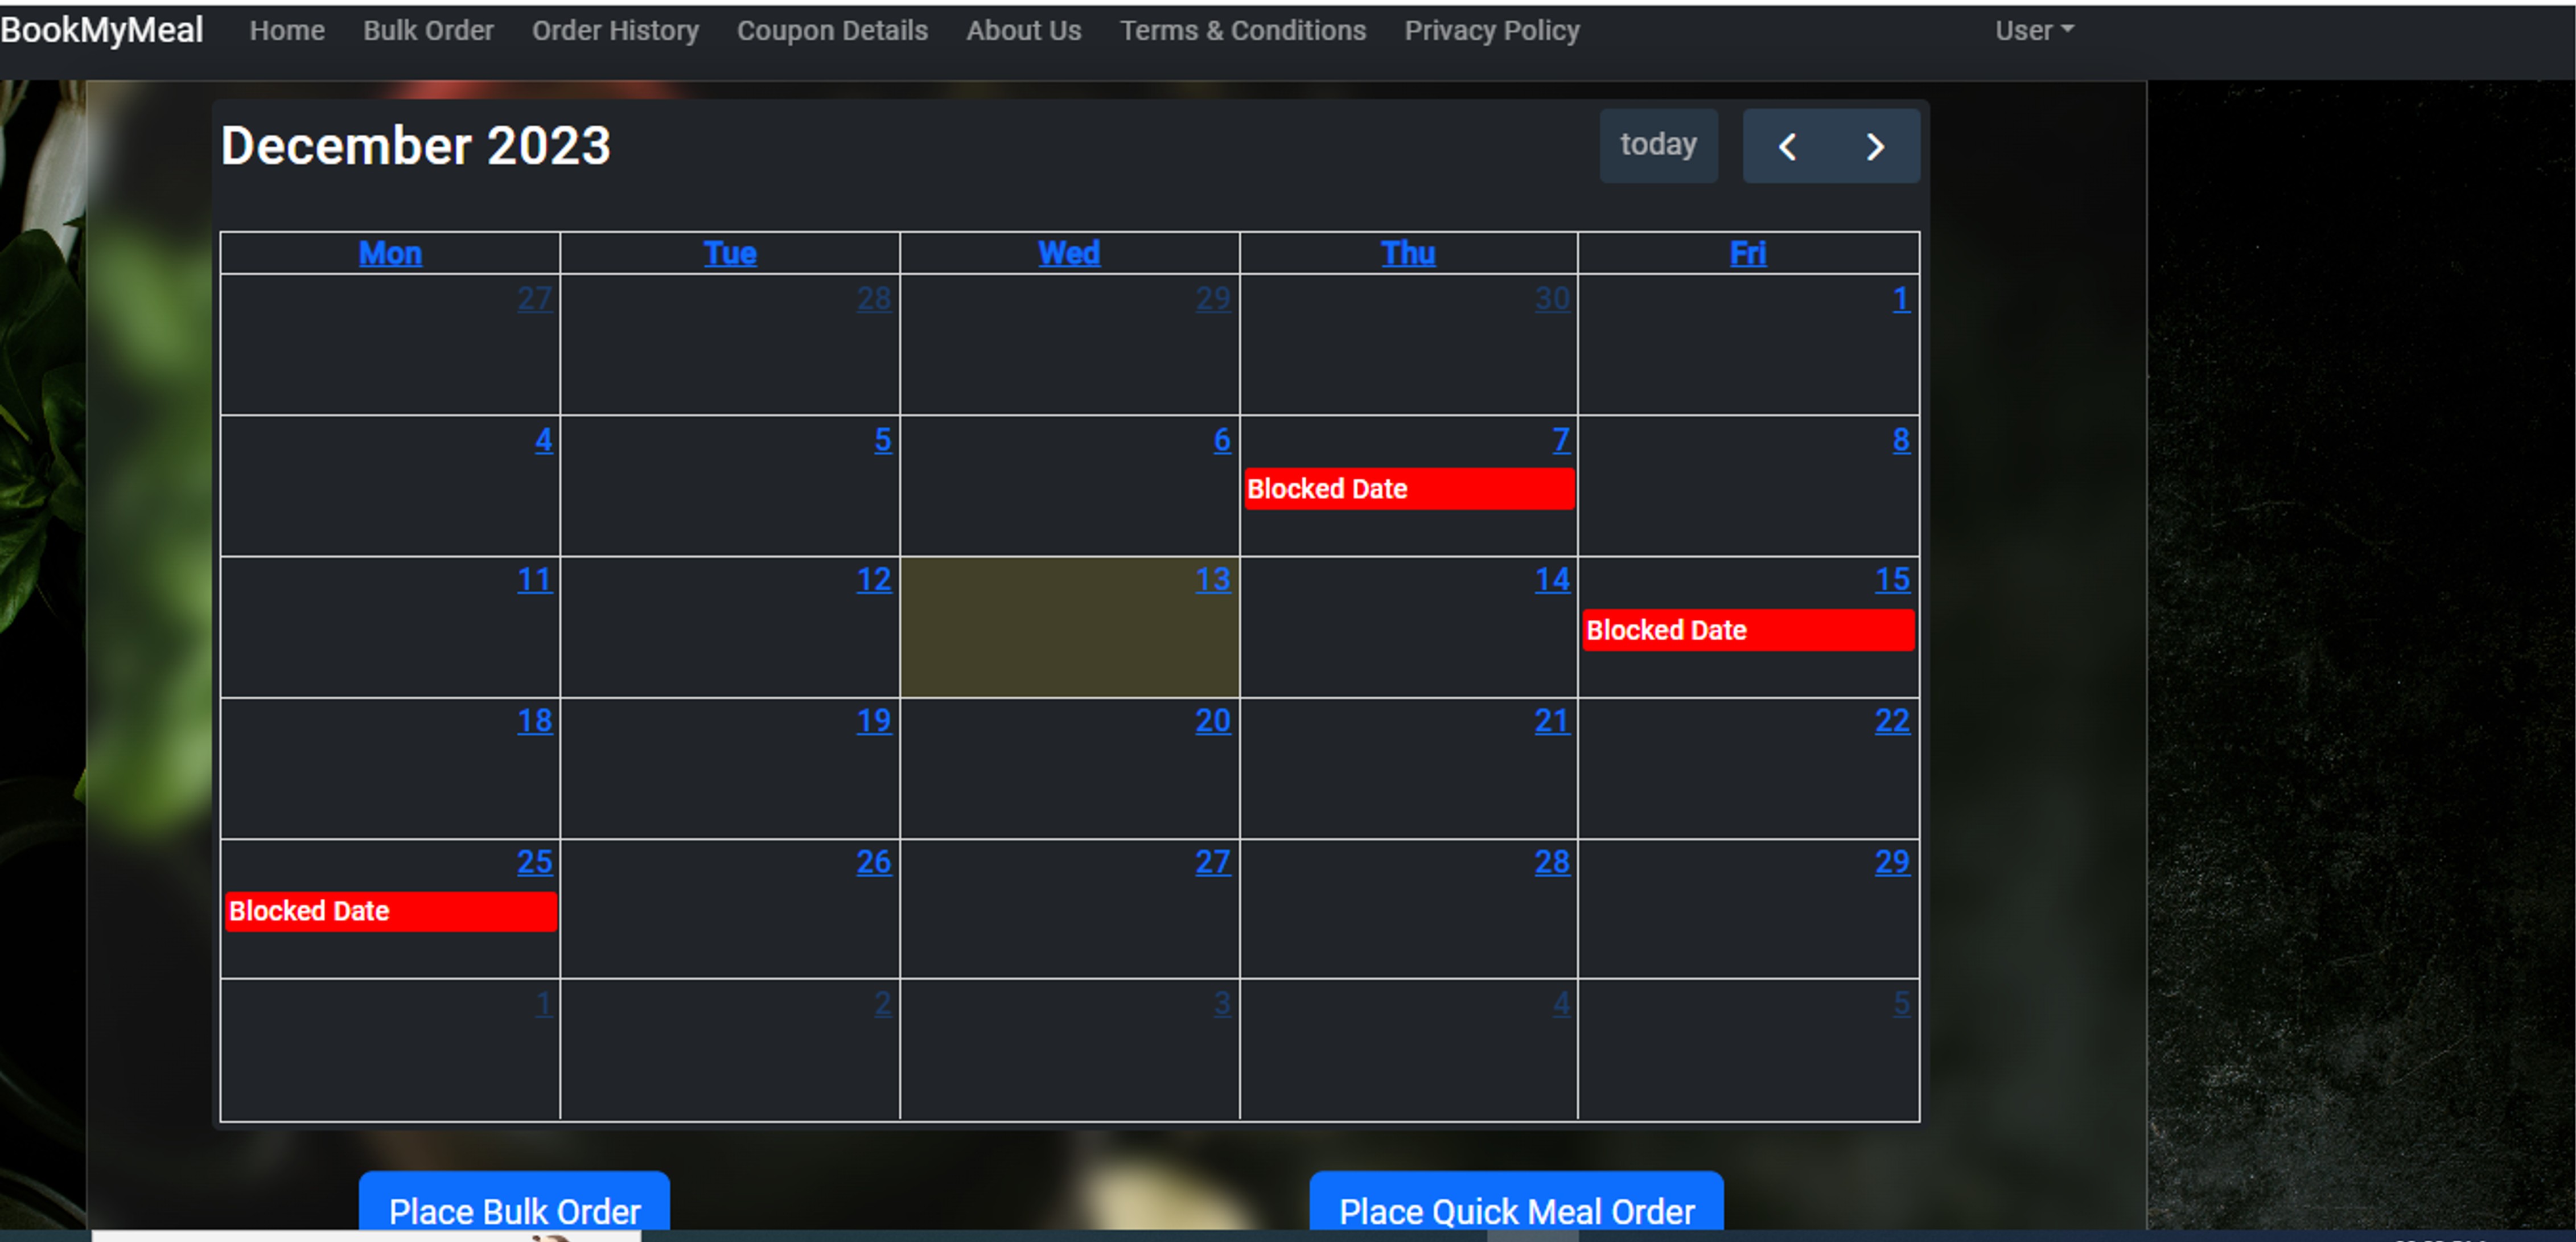 BookMyMeal Home Bulk Order Order History Coupon Details About Us Terms & Conditions Privacy Policy User
December 2023 today
Mon Tue Wed Thu Fri
27 28 29 30 1
4 5 6 7 8
Blocked Date
11 12 13 14 15
Blocked Date
18 19 20 21 22
25 26 27 28 29
Blocked Date
1 2 3 4 5
Place Bulk Order Place Quick Meal Order